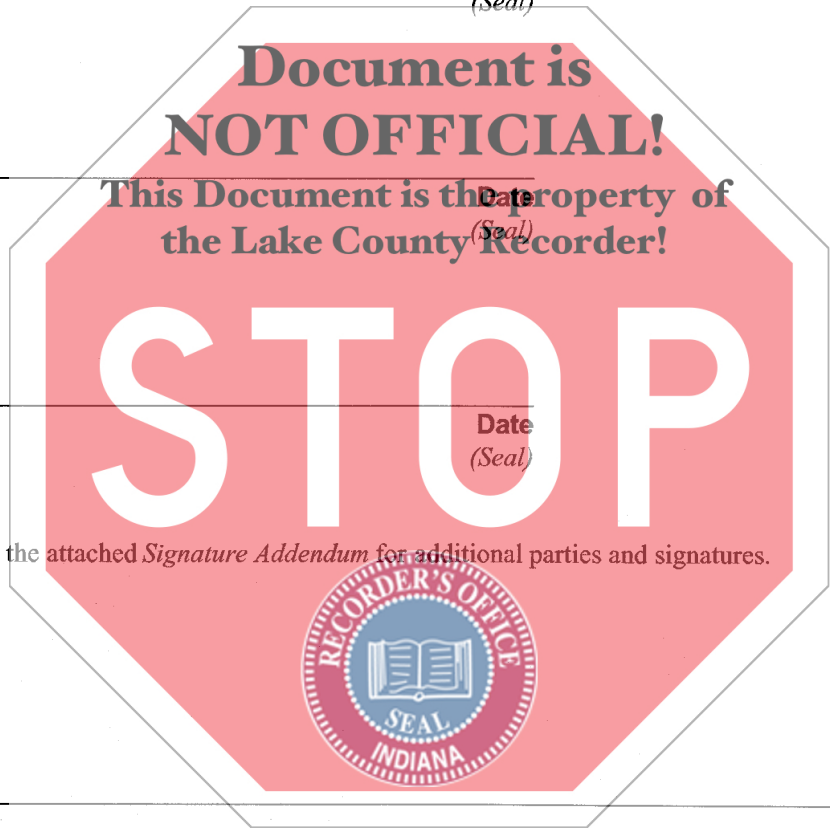 (Seal)
Document is
NOT OFFICIAL!
This Document is the property of
Date
the Lake County Recorder!
(Seal)
STOP
Date
(Seal)
the attached Signature Addendum for additional parties and signatures.
RECORDER'S OFFICE
SEAL
INDIANA